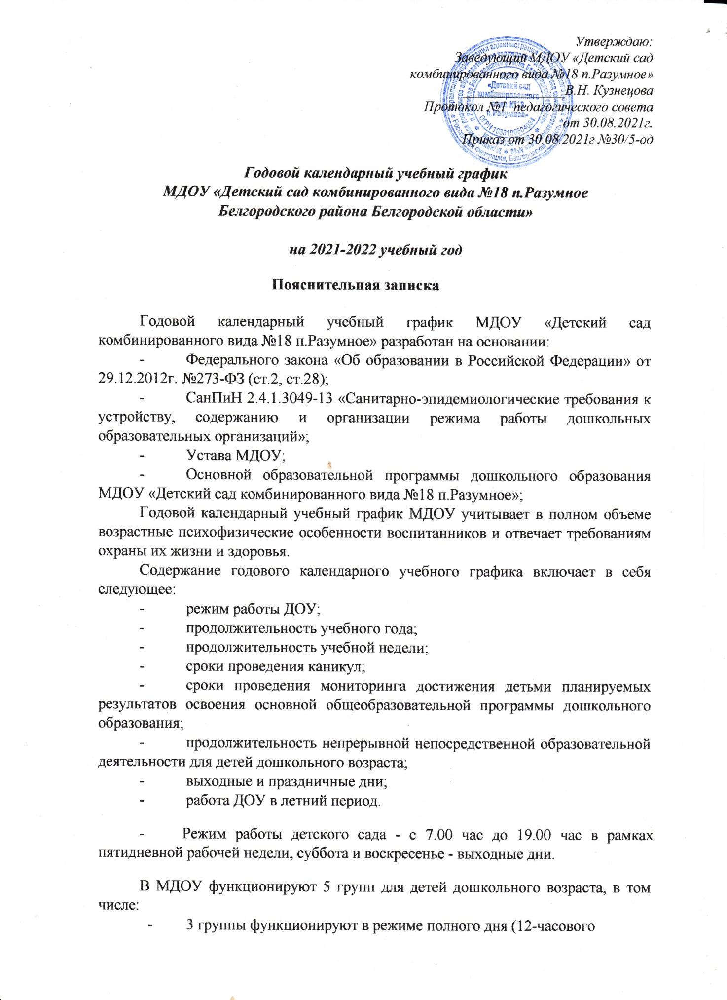 Утверждаю:
Заведующий МДОУ «Детский сад
комбинированного вида №18 п.Разумное»
В.Н. Кузнецова
Протокол №1 педагогического совета
от 30.08.2021г.
Приказ от 30.08.2021г №30/5-од
«Детский сад
комбинированного
вида №18
п.Разумное»
ОГРН 1033100504084
Годовой календарный учебный график
МДОУ «Детский сад комбинированного вида №18 п.Разумное
Белгородского района Белгородской области»
на 2021-2022 учебный год
Пояснительная записка
Годовой календарный учебный график МДОУ «Детский сад
комбинированного вида №18 п.Разумное» разработан на основании:
- Федерального закона «Об образовании в Российской Федерации» от
29.12.2012г. №273-ФЗ (ст.2, ст.28);
- СанПиН 2.4.1.3049-13 «Санитарно-эпидемиологические требования к
устройству, содержанию и организации режима работы дошкольных
образовательных организаций»;
- Устава МДОУ;
- Основной образовательной программы дошкольного образования
МДОУ «Детский сад комбинированного вида №18 п.Разумное»;
Годовой календарный учебный график МДОУ учитывает в полном объеме
возрастные психофизические особенности воспитанников и отвечает требованиям
охраны их жизни и здоровья.
Содержание годового календарного учебного графика включает в себя
следующее:
- режим работы ДОУ;
- продолжительность учебного года;
- продолжительность учебной недели;
- сроки проведения каникул;
- сроки проведения мониторинга достижения детьми планируемых
результатов освоения основной общеобразовательной программы дошкольного
образования;
- продолжительность непрерывной непосредственной образовательной
деятельности для детей дошкольного возраста;
- выходные и праздничные дни;
- работа ДОУ в летний период.
- Режим работы детского сада - с 7.00 час до 19.00 час в рамках
пятидневной рабочей недели, суббота и воскресенье - выходные дни.
В МДОУ функционируют 5 групп для детей дошкольного возраста, в том
числе:
- 3 группы функционируют в режиме полного дня (12-часового